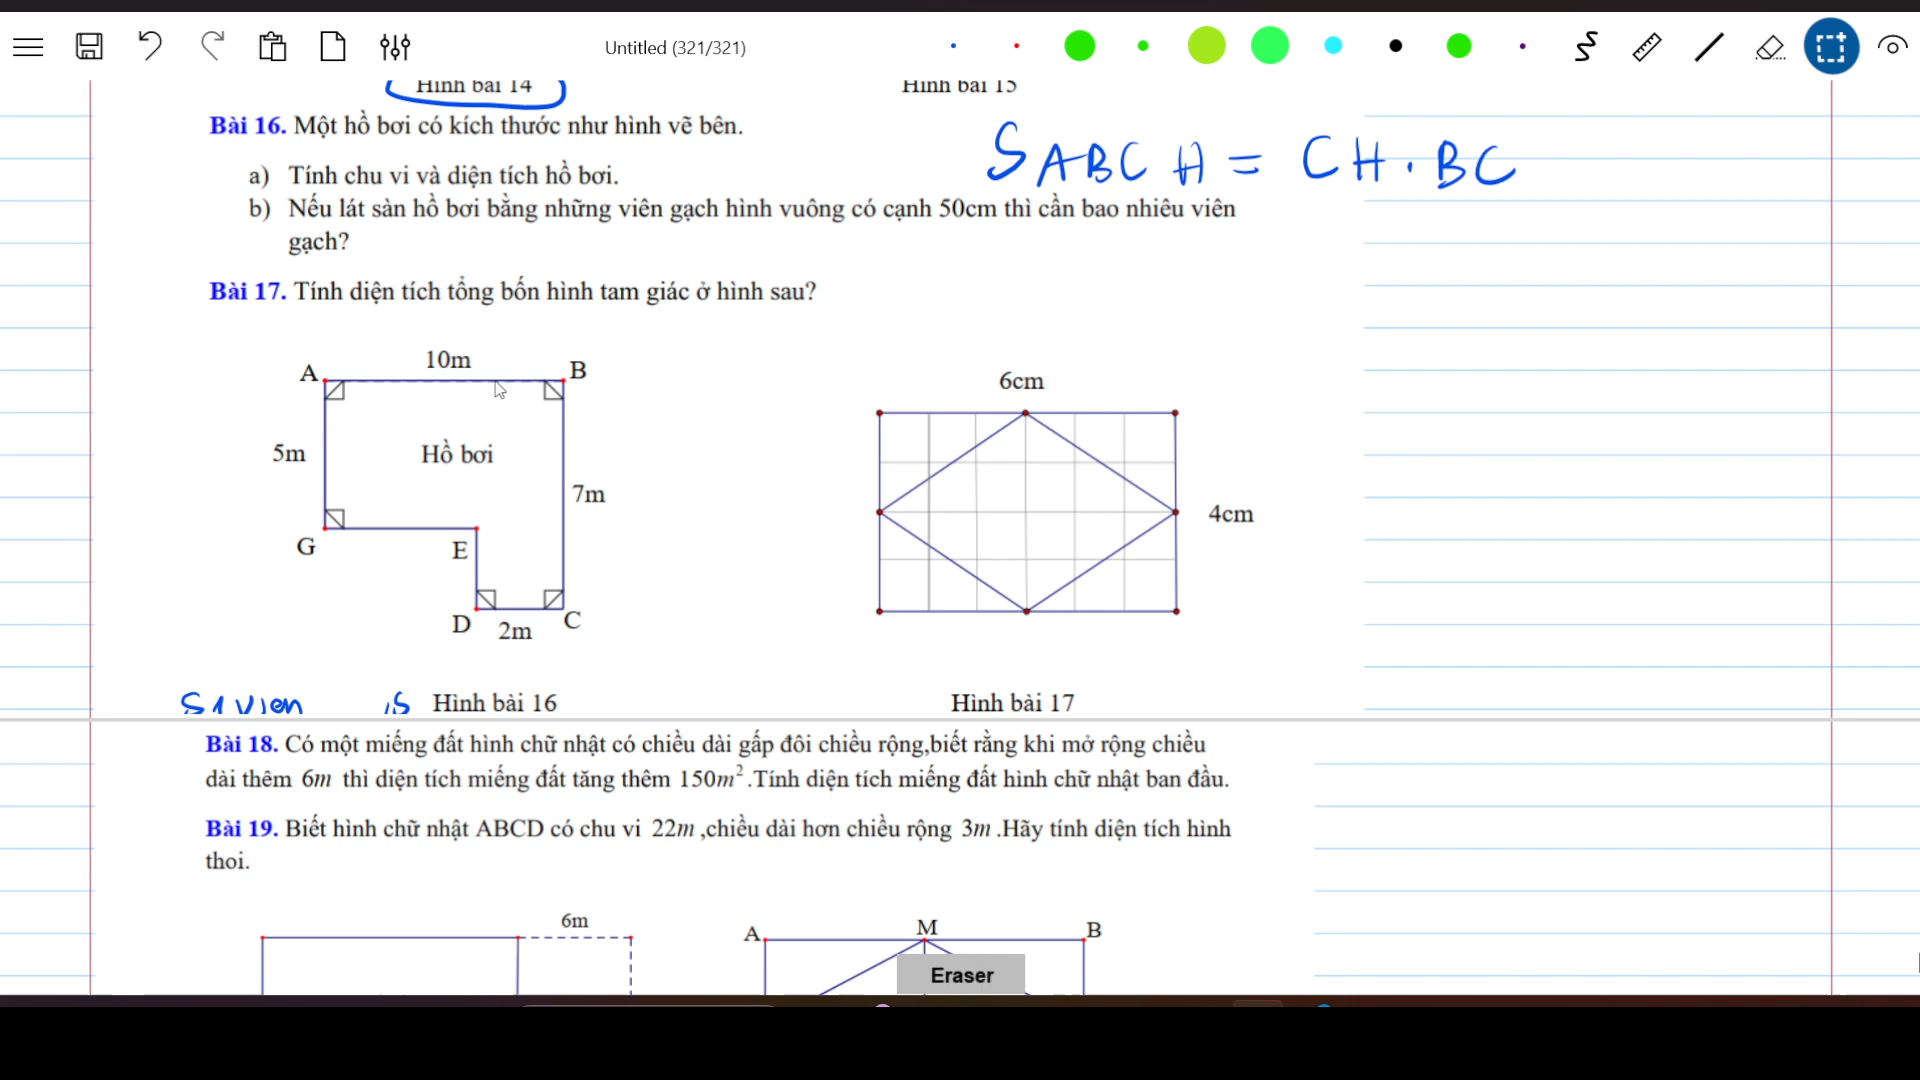 Untitled (321/321)
Hình bài 14
Hình bài 15
Bài 16. Một hồ bơi có kích thước như hình vẽ bên.
S ABCH = CH . BC
a) Tính chu vi và diện tích hồ bơi.
b) Nếu lát sàn hồ bơi bằng những viên gạch hình vuông có cạnh 50cm thì cần bao nhiêu viên
gạch?
Bài 17. Tính diện tích tổng bốn hình tam giác ở hình sau?
10m
A
B
6cm
5m
Hồ bơi
7m
4cm
G
E
D
2m
C
S1 viên
Hình bài 16
Hình bài 17
Bài 18. Có một miếng đất hình chữ nhật có chiều dài gấp đôi chiều rộng,biết rằng khi mở rộng chiều
dài thêm 6m thì diện tích miếng đất tăng thêm 150m².Tính diện tích miếng đất hình chữ nhật ban đầu.
Bài 19. Biết hình chữ nhật ABCD có chu vi 22m ,chiều dài hơn chiều rộng 3m .Hãy tính diện tích hình
thoi.
6m
A
M
B
Eraser